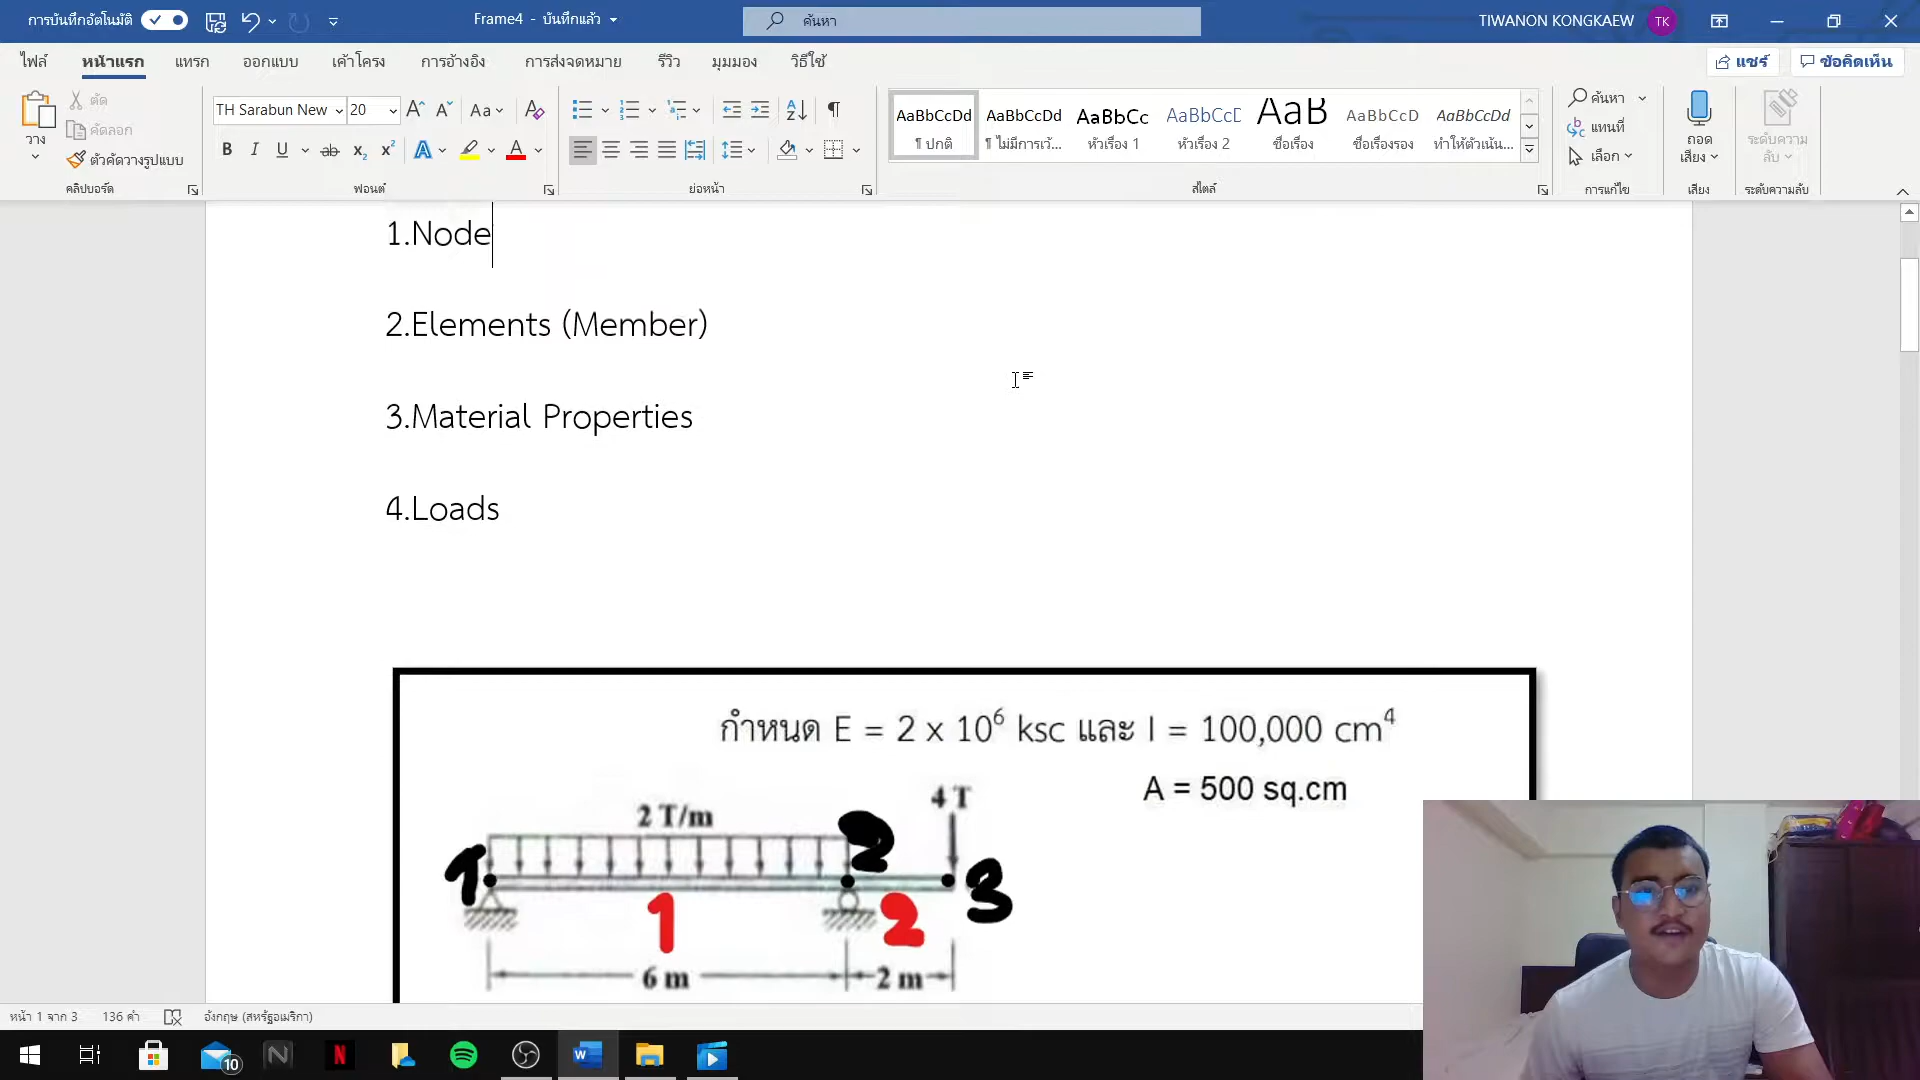 การบันทึกอัตโนมัติ
Frame4 - บันทึกแล้ว
ค้นหา
TIWANON KONGKAEW
TK
ไฟล์ หน้าแรก แทรก ออกแบบ เค้าโครง การอ้างอิง การส่งจดหมาย รีวิว มุมมอง วิธีใช้
แชร์ ข้อคิดเห็น
วาง
ตัด
คัดลอก
ตัวคัดวางรูปแบบ
คลิปบอร์ด
TH Sarabun New 20
ฟอนต์
ย่อหน้า
AaBbCcDd AaBbCcDd AaBbCc AaBbCcD AaB AaBbCcD AaBbCcDd
¶ ปกติ ¶ ไม่มีการเว้... หัวเรื่อง 1 หัวเรื่อง 2 ชื่อเรื่อง ชื่อเรื่องรอง ทำให้ตัวเน้น...
สไตล์
ค้นหา
แทนที่
เลือก
การแก้ไข
ถอด
เสียง
เสียง
ระดับความ
ลับ
ระดับความลับ
1.Node
2.Elements (Member)
3.Material Properties
4.Loads
กำหนด E = 2 x 10⁶ ksc และ I = 100,000 cm⁴
A = 500 sq.cm
2 T/m
4 T
1
2
3
1
2
6 m
2 m
หน้า 1 จาก 3 136 คำ อังกฤษ (สหรัฐอเมริกา)
10